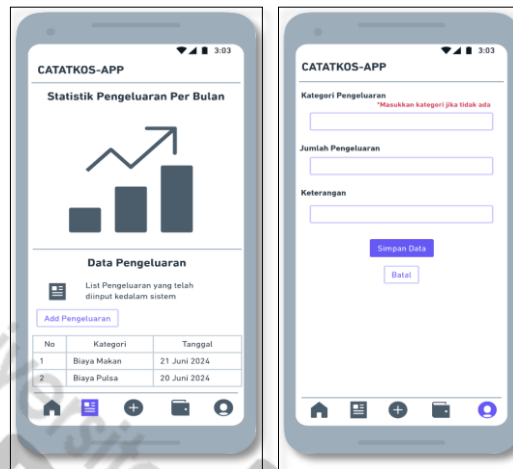 3:03
CATATKOS-APP
Statistik Pengeluaran Per Bulan
Data Pengeluaran
List Pengeluaran yang telah
diinput kedalam sistem
Add Pengeluaran
No Kategori Tanggal
1 Biaya Makan 21 Juni 2024
2 Biaya Pulsa 20 Juni 2024
3:03
CATATKOS-APP
Kategori Pengeluaran
*Masukkan kategori jika tidak ada
Jumlah Pengeluaran
Keterangan
Simpan Data
Batal